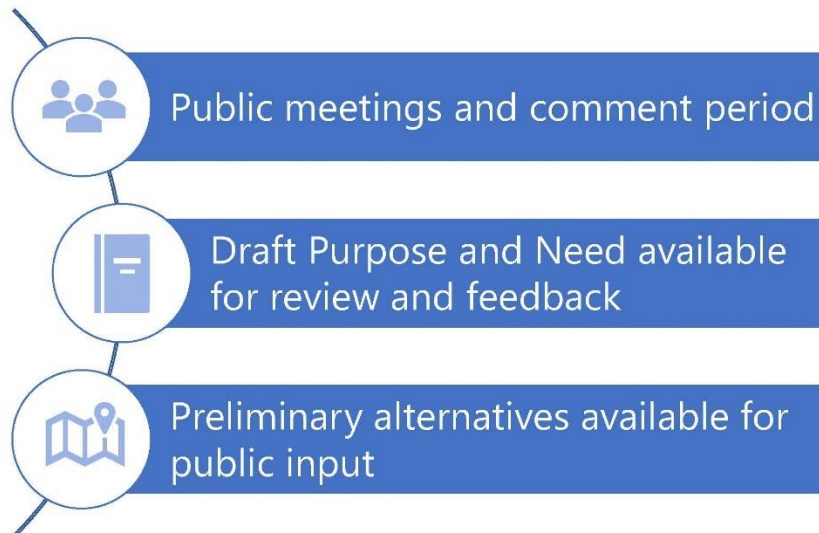 Public meetings and comment period
Draft Purpose and Need available
for review and feedback
Preliminary alternatives available for
public input